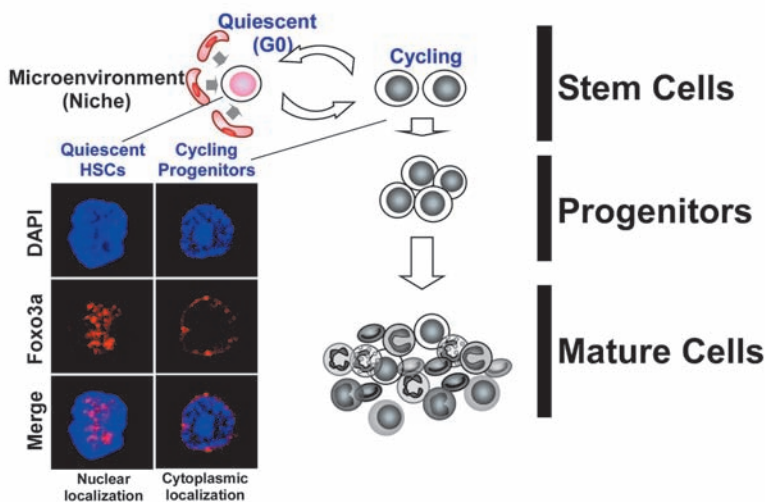 Quiescent
(G0)
Cycling
Microenvironment
(Niche)
Stem Cells
Quiescent
HSCs
Cycling
Progenitors
Progenitors
DAPI
Foxo3a
Merge
Mature Cells
Nuclear
localization
Cytoplasmic
localization